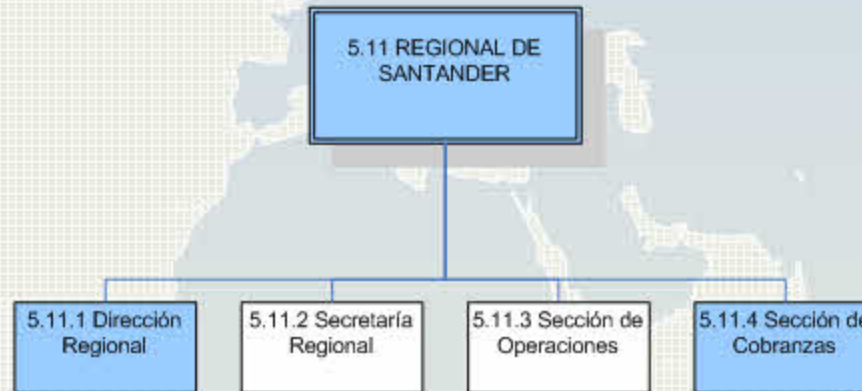 5.11 REGIONAL DE
SANTANDER
5.11.1 Dirección
Regional
5.11.2 Secretaría
Regional
5.11.3 Sección de
Operaciones
5.11.4 Sección de
Cobranzas